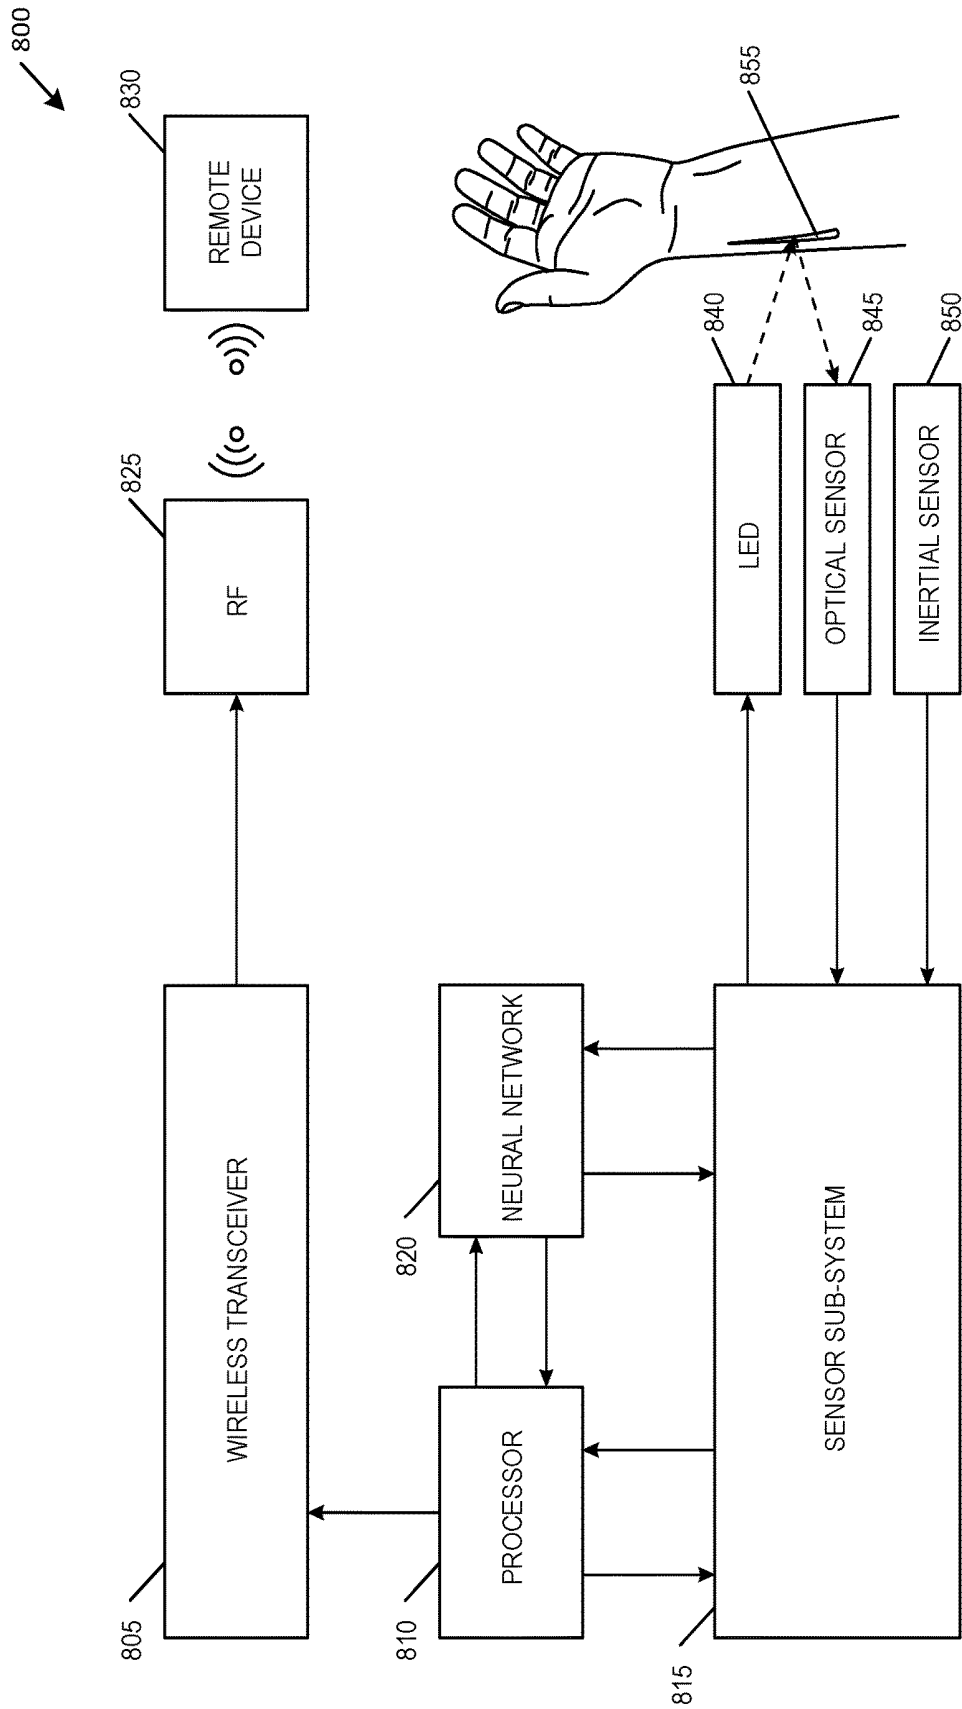 800
805
WIRELESS TRANSCEIVER
825
RF
830
REMOTE
DEVICE
810
PROCESSOR
820
NEURAL NETWORK
815
SENSOR SUB-SYSTEM
840
LED
845
OPTICAL SENSOR
850
INERTIAL SENSOR
855